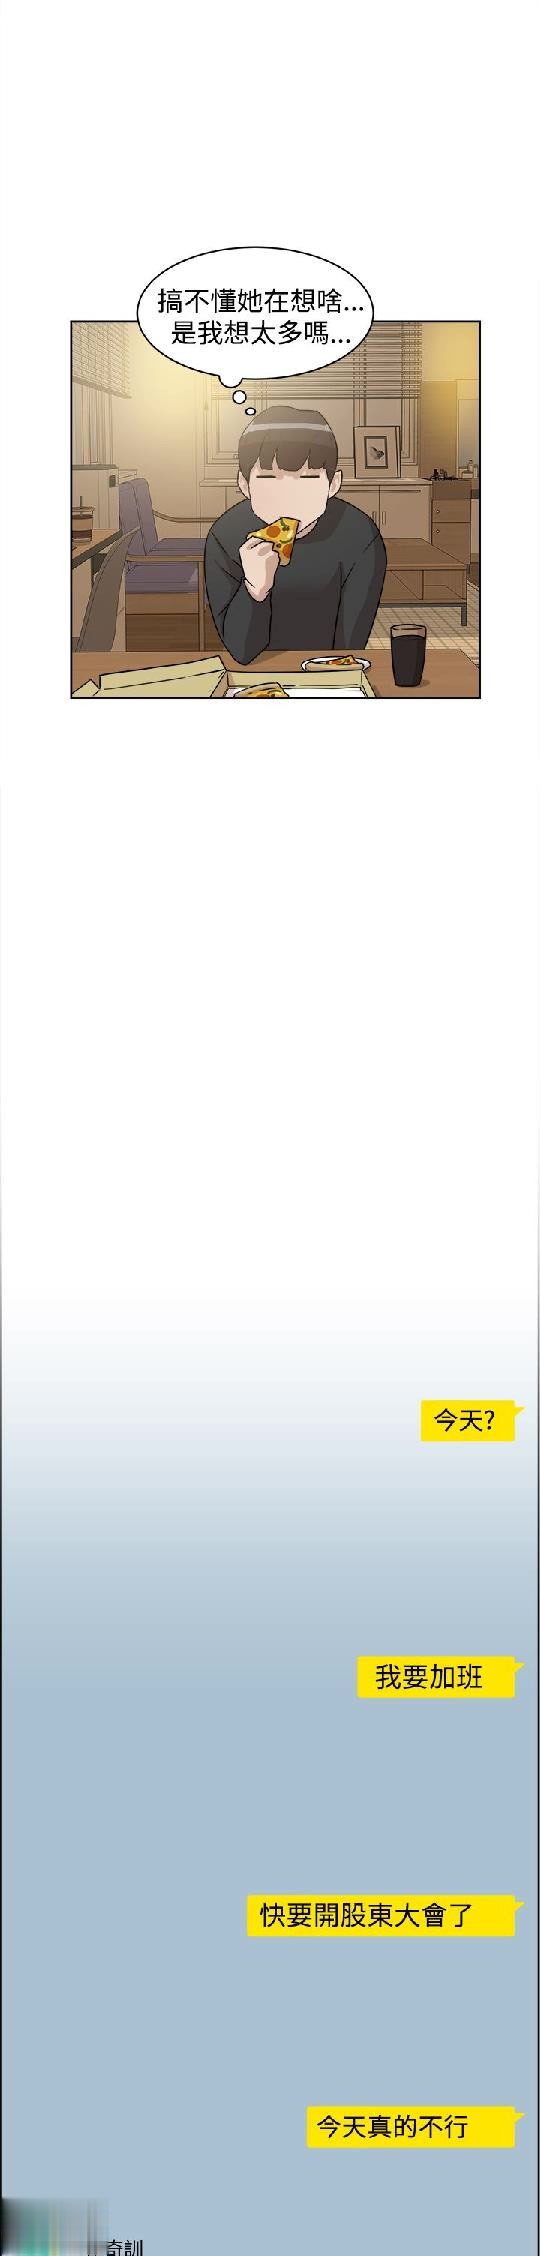 搞不懂她在想啥...
是我想太多嗎...
今天?
我要加班
快要開股東大會了
今天真的不行
奇訓